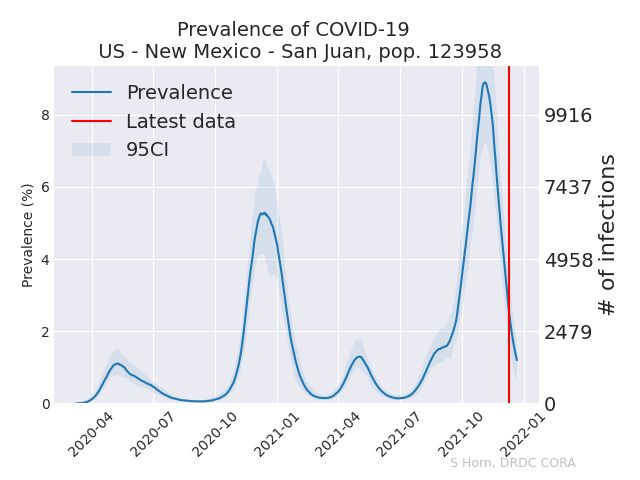 Prevalence of COVID-19
US - New Mexico - San Juan, pop. 123958
Prevalence
Latest data
95CI
Prevalence (%)
8
6
4
2
0
9916
7437
4958
2479
0
# of infections
2020-04
2020-07
2020-10
2021-01
2021-04
2021-07
2021-10
2022-01
S Horn, DRDC CORA